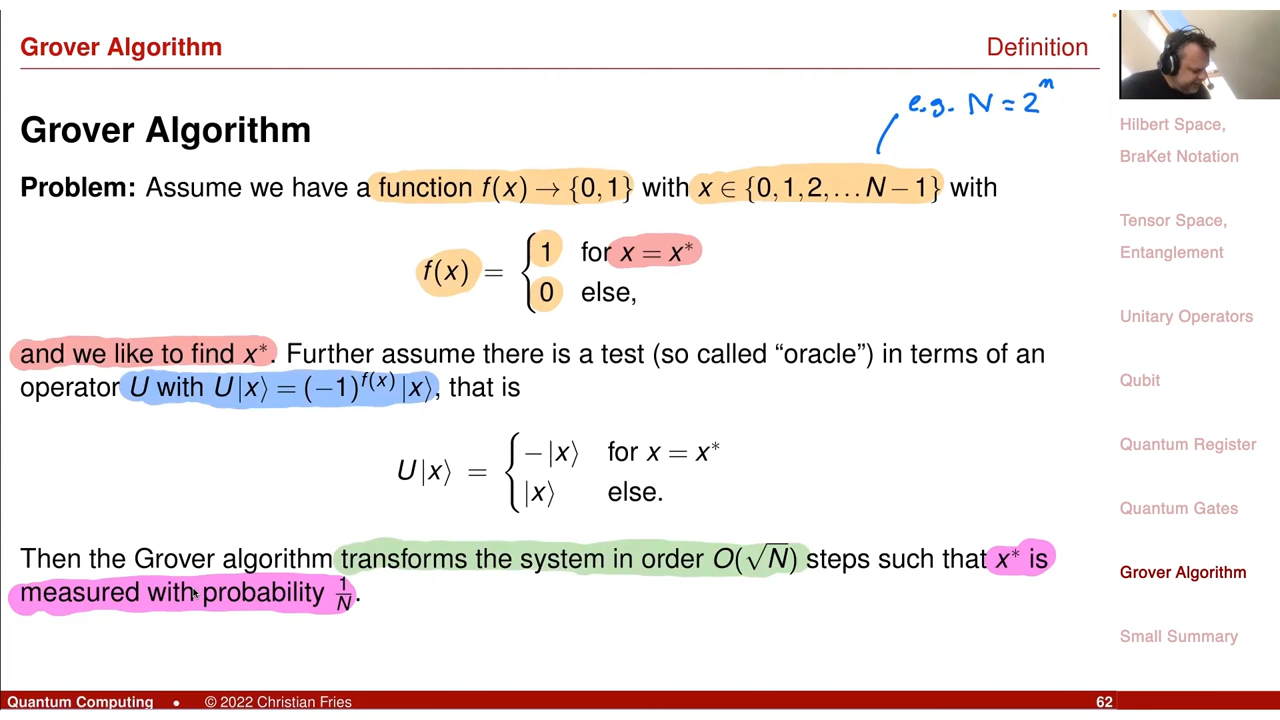 Grover Algorithm Definition
e.g. N = 2^n
Grover Algorithm
Problem: Assume we have a function f(x) → {0,1} with x ∈ {0,1,2,...N−1} with
f(x) = { 1 for x = x*
0 else,
and we like to find x*. Further assume there is a test (so called “oracle”) in terms of an
operator U with U|x⟩ = (−1)^f(x) |x⟩, that is
U|x⟩ = { −|x⟩ for x = x*
|x⟩ else.
Then the Grover algorithm transforms the system in order O(√N) steps such that x* is
measured with probability 1/N.
Hilbert Space,
BraKet Notation
Tensor Space,
Entanglement
Unitary Operators
Qubit
Quantum Register
Quantum Gates
Grover Algorithm
Small Summary
Quantum Computing • © 2022 Christian Fries 62